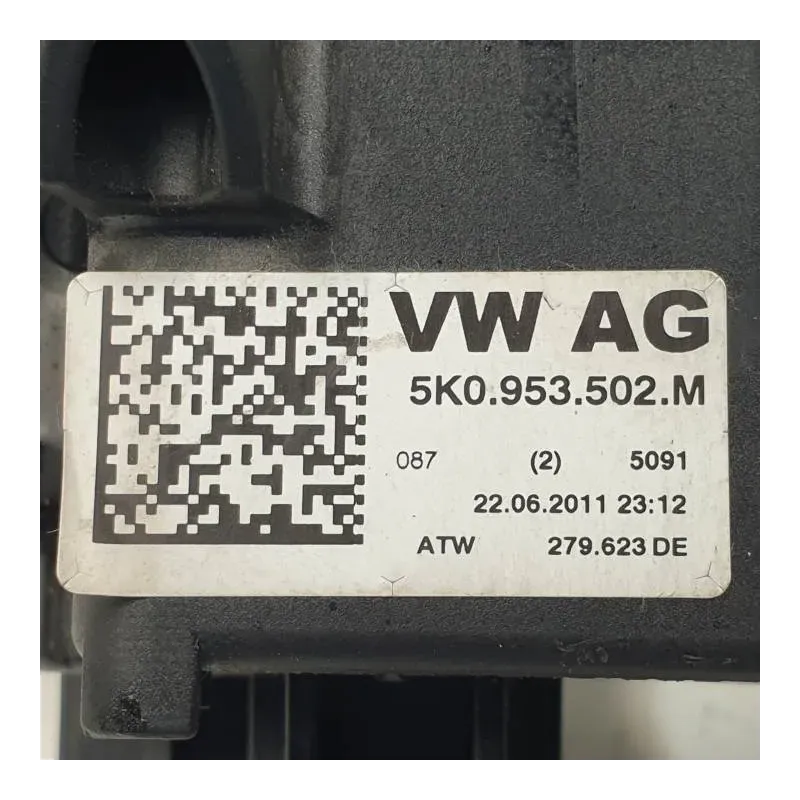 VW AG
5K0.953.502.M
087 (2) 5091
22.06.2011 23:12
ATW 279.623 DE